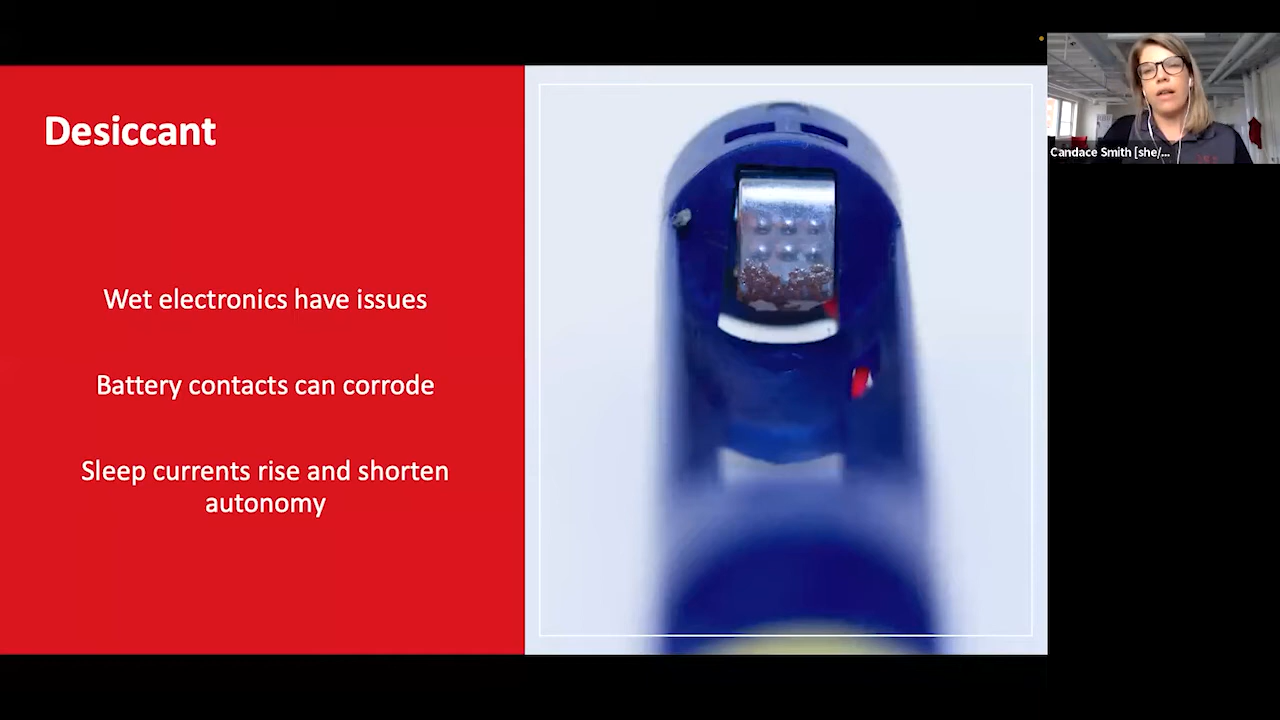 Desiccant
Wet electronics have issues
Battery contacts can corrode
Sleep currents rise and shorten
autonomy
Candace Smith [she/...